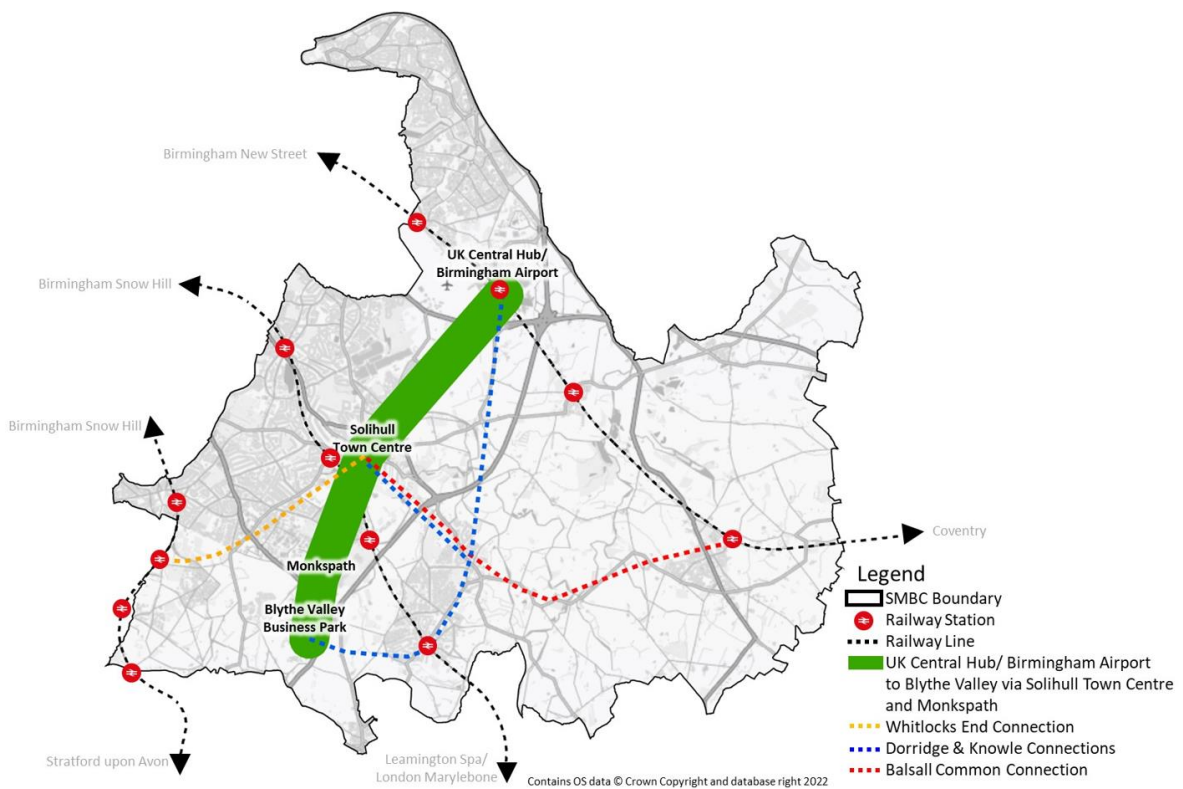 Birmingham New Street
UK Central Hub/
Birmingham Airport
Birmingham Snow Hill
Birmingham Snow Hill
Solihull
Town Centre
Coventry
Monkspath
Blythe Valley
Business Park
Stratford upon Avon
Leamington Spa/
London Marylebone
Legend
SMBC Boundary
Railway Station
Railway Line
UK Central Hub/ Birmingham Airport
to Blythe Valley via Solihull Town Centre
and Monkspath
Whitlocks End Connection
Dorridge & Knowle Connections
Balsall Common Connection
Contains OS data © Crown Copyright and database right 2022